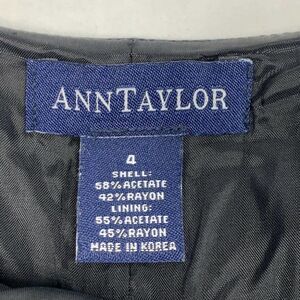 ANNTAYLOR
4
SHELL:
58% ACETATE
42% RAYON
LINING:
55% ACETATE
45% RAYON
MADE IN KOREA